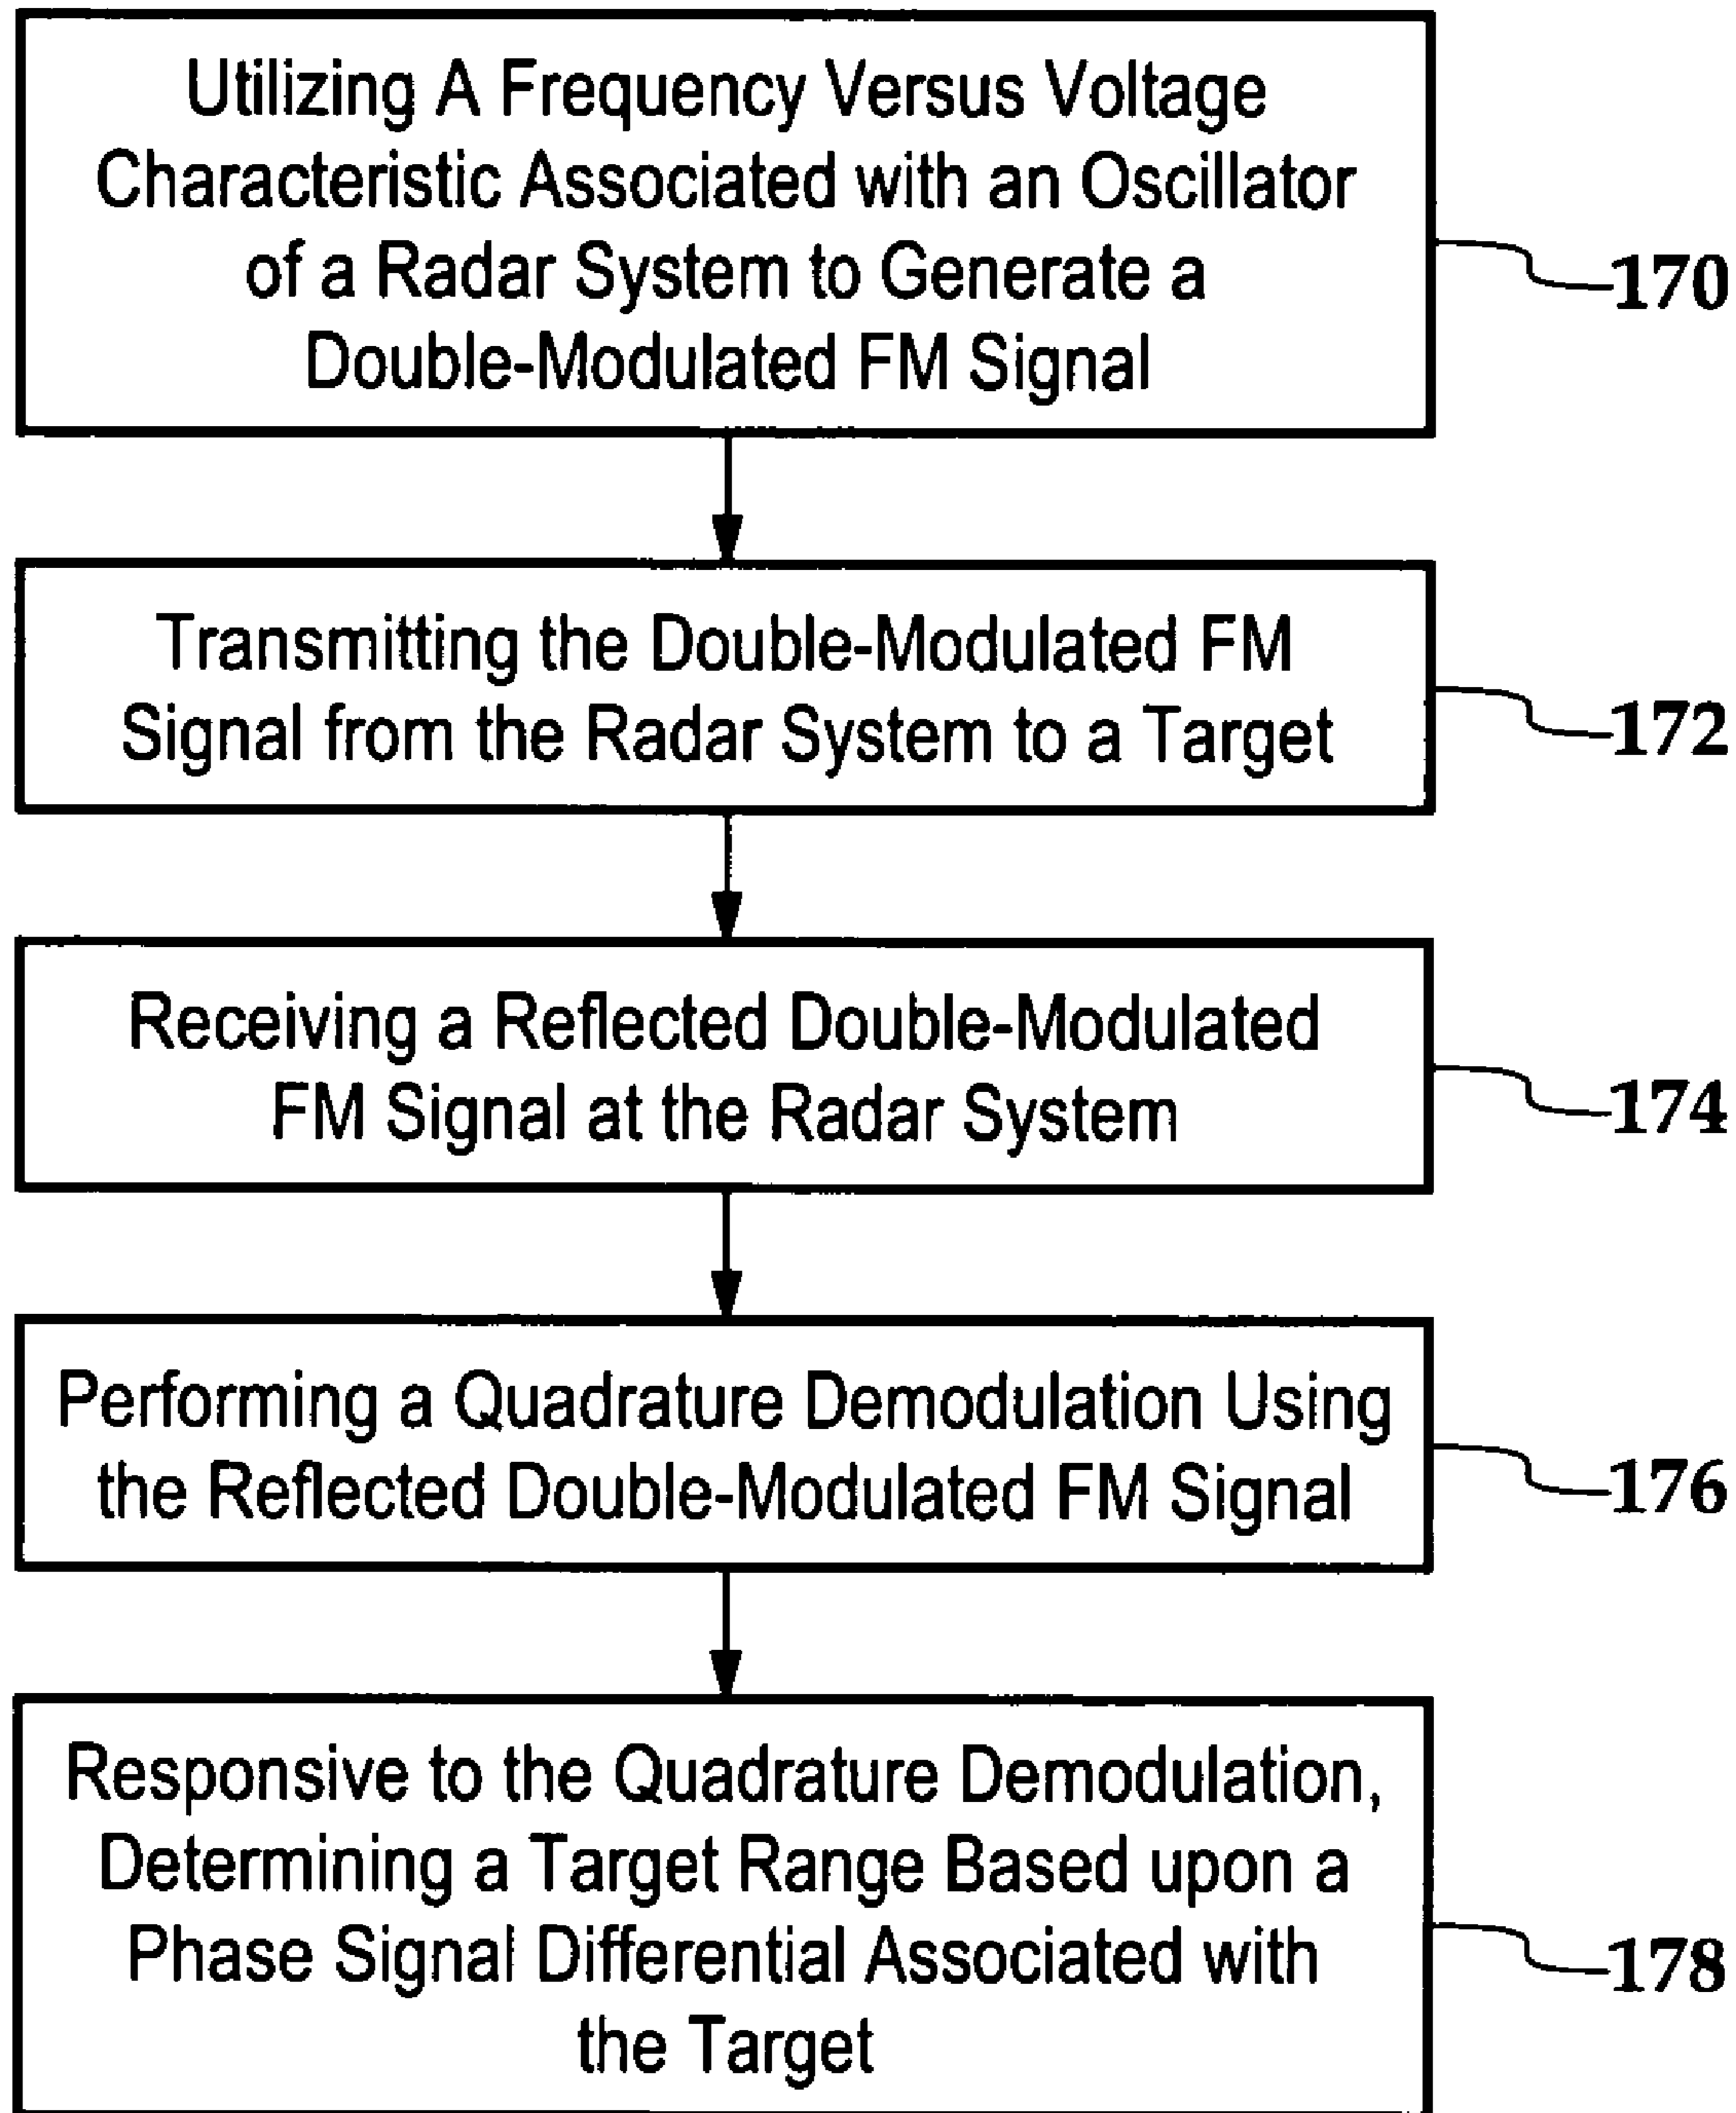 Utilizing A Frequency Versus Voltage
Characteristic Associated with an Oscillator
of a Radar System to Generate a
Double-Modulated FM Signal
170
Transmitting the Double-Modulated FM
Signal from the Radar System to a Target
172
Receiving a Reflected Double-Modulated
FM Signal at the Radar System
174
Performing a Quadrature Demodulation Using
the Reflected Double-Modulated FM Signal
176
Responsive to the Quadrature Demodulation,
Determining a Target Range Based upon a
Phase Signal Differential Associated with
the Target
178